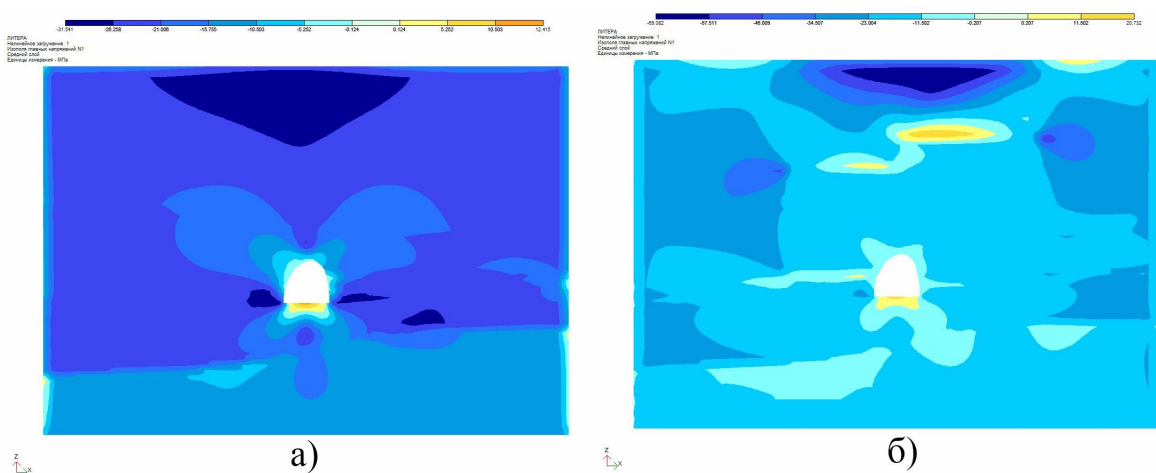 -31.541 -26.258 -21.006 -15.755 -10.503 -5.252 -0.124 0.124 5.252 10.503 12.415
ЛИТЕРА
Нелинейное загружение 1
Изополя главных напряжений N1
Средний слой
Единицы измерения - МПа
Z
X
а)
-59.082 -57.511 -46.009 -34.507 -23.004 -11.502 -0.207 0.207 11.502 20.732
ЛИТЕРА
Нелинейное загружение 1
Изополя главных напряжений N1
Средний слой
Единицы измерения - МПа
Z
X
б)